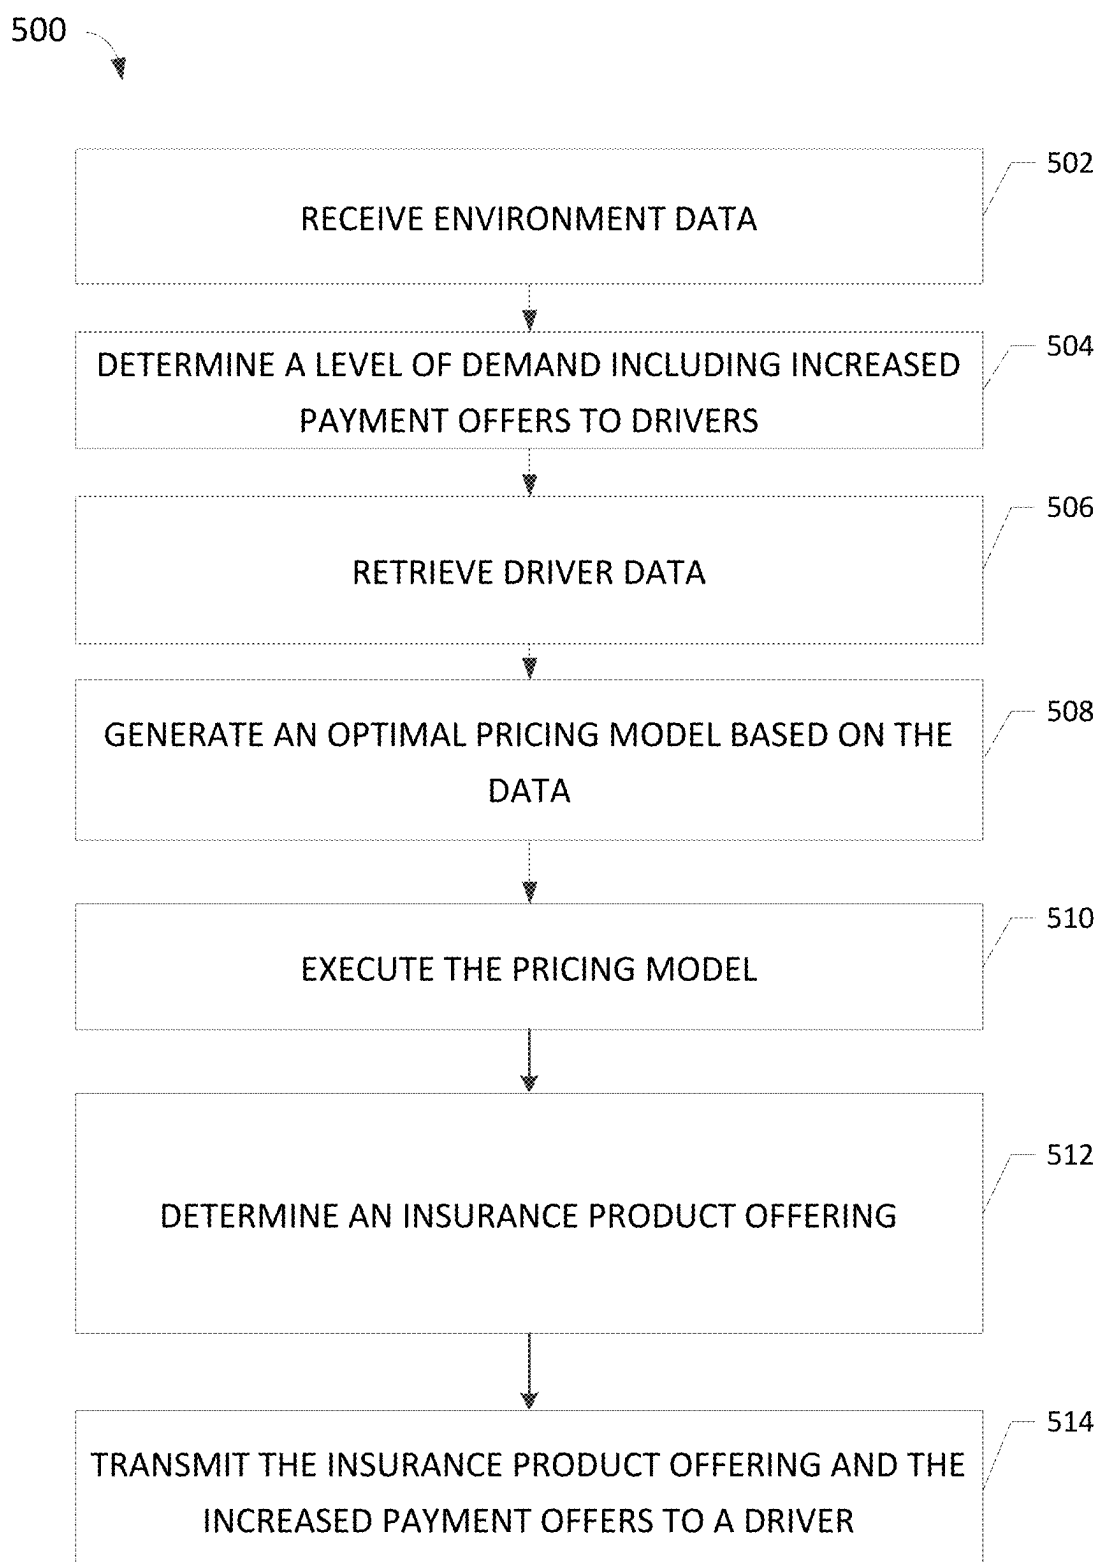 500
502
RECEIVE ENVIRONMENT DATA
504
DETERMINE A LEVEL OF DEMAND INCLUDING INCREASED
PAYMENT OFFERS TO DRIVERS
506
RETRIEVE DRIVER DATA
508
GENERATE AN OPTIMAL PRICING MODEL BASED ON THE
DATA
510
EXECUTE THE PRICING MODEL
512
DETERMINE AN INSURANCE PRODUCT OFFERING
514
TRANSMIT THE INSURANCE PRODUCT OFFERING AND THE
INCREASED PAYMENT OFFERS TO A DRIVER